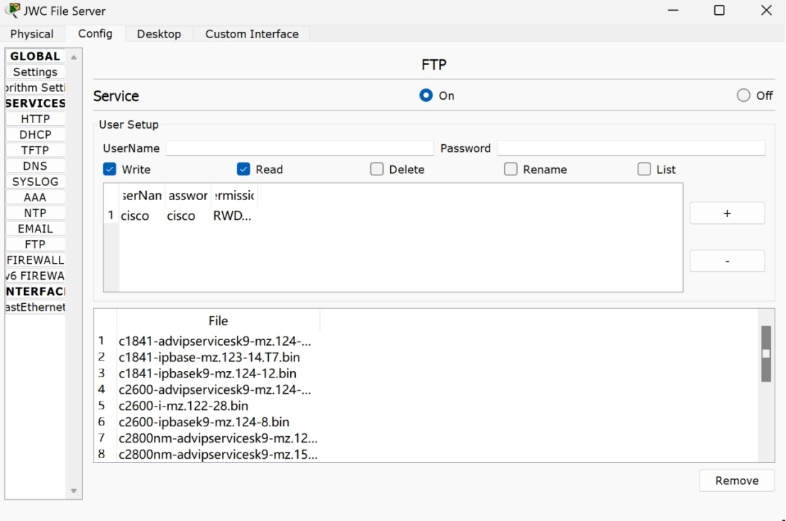 JWC File Server
Physical Config Desktop Custom Interface
GLOBAL
Settings
orithm Setti
SERVICES
HTTP
DHCP
TFTP
DNS
SYSLOG
AAA
NTP
EMAIL
FTP
FIREWALL
v6 FIREWA
NTERFAC
astEthernet
FTP
Service On Off
User Setup
UserName Password
Write Read Delete Rename List
serNan asswor rmissic
1 cisco cisco RWD...
+
-
File
1 c1841-advipservicesk9-mz.124-...
2 c1841-ipbase-mz.123-14.T7.bin
3 c1841-ipbasek9-mz.124-12.bin
4 c2600-advipservicesk9-mz.124-...
5 c2600-i-mz.122-28.bin
6 c2600-ipbasek9-mz.124-8.bin
7 c2800nm-advipservicesk9-mz.12...
8 c2800nm-advipservicesk9-mz.15...
Remove